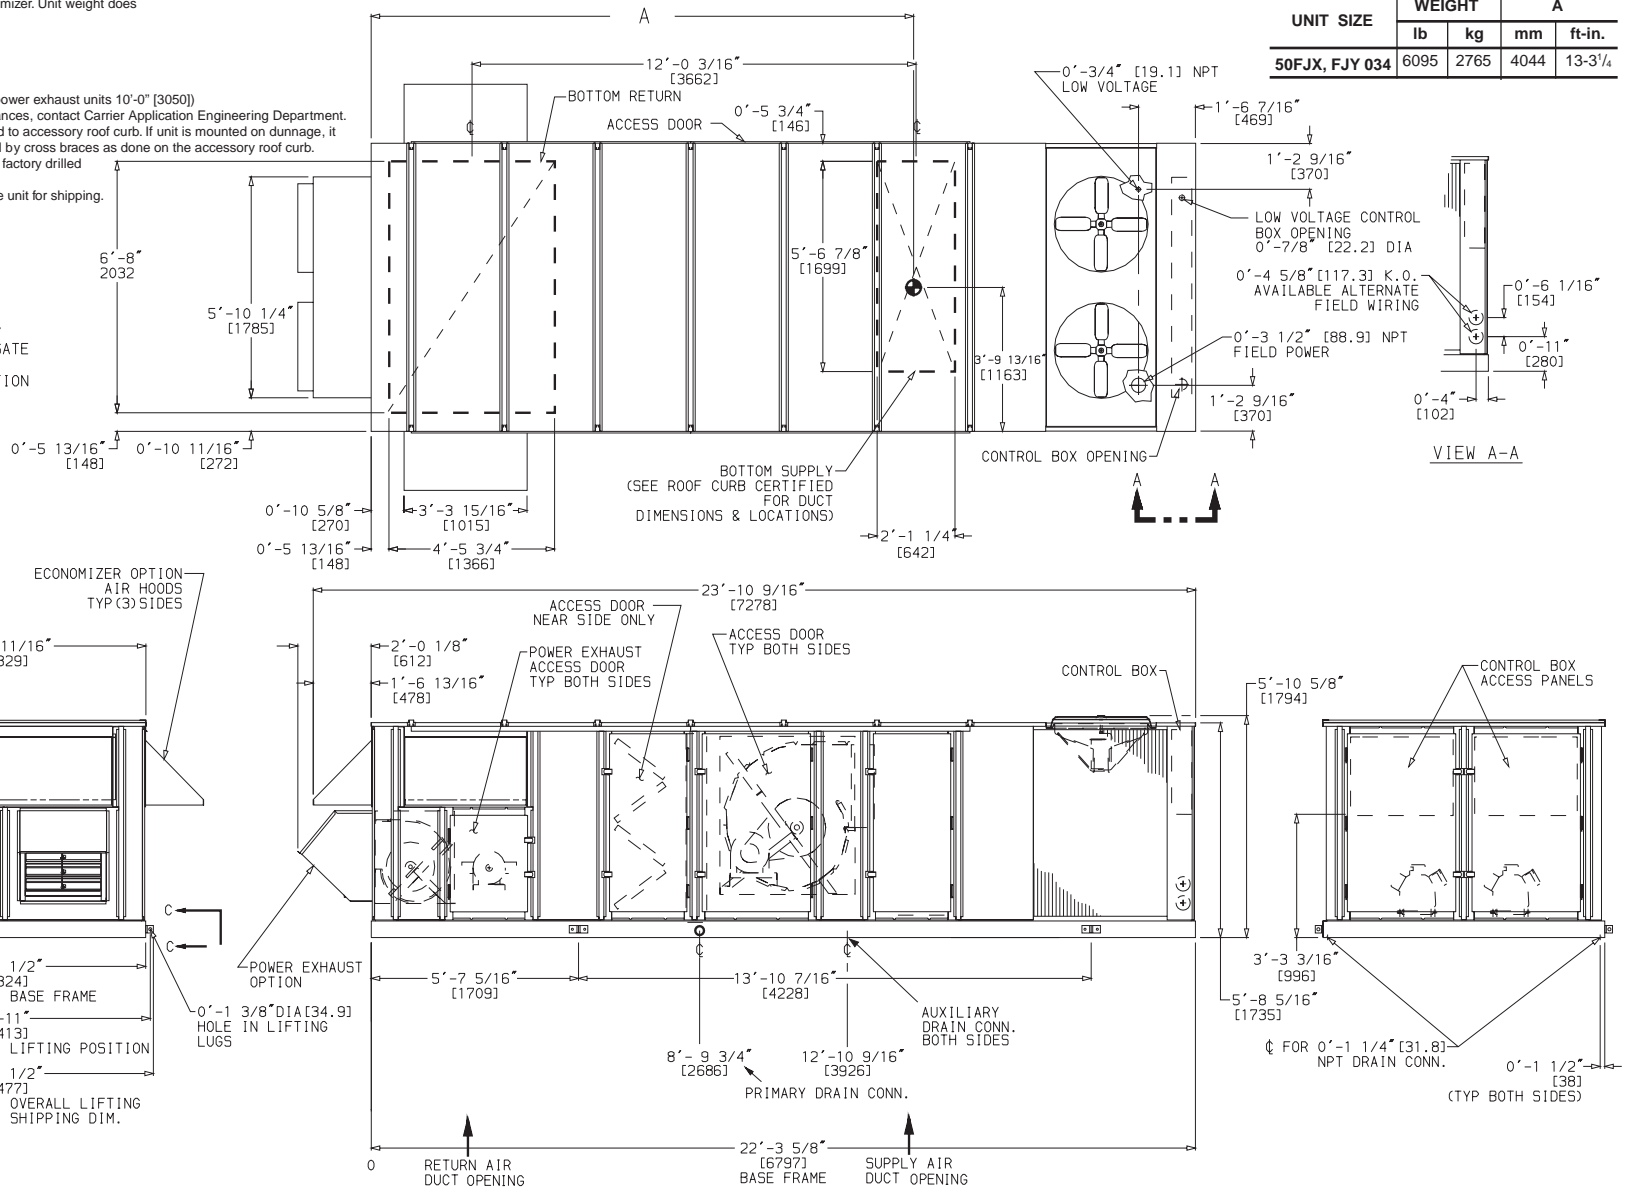 mizer. Unit weight does
UNIT SIZE
WEIGHT
A
lb
kg
mm
ft-in.
50FJX, FJY 034
6095
2765
4044
13-3¹/₄
ower exhaust units 10'-0" [3050])
ances, contact Carrier Application Engineering Department.
d to accessory roof curb. If unit is mounted on dunnage, it
l by cross braces as done on the accessory roof curb.
factory drilled
e unit for shipping.
A
12'-0 3/16"
[3662]
BOTTOM RETURN
ACCESS DOOR
0'-5 3/4"
[146]
0'-3/4" [19.1] NPT
LOW VOLTAGE
1'-6 7/16"
[469]
1'-2 9/16"
[370]
LOW VOLTAGE CONTROL
BOX OPENING
0'-7/8" [22.2] DIA
0'-4 5/8" [117.3] K.O.
AVAILABLE ALTERNATE
FIELD WIRING
0'-6 1/16"
[154]
0'-11"
[280]
0'-4"
[102]
VIEW A-A
6'-8"
2032
5'-10 1/4"
[1785]
5'-6 7/8"
[1699]
3'-9 13/16"
[1163]
0'-3 1/2" [88.9] NPT
FIELD POWER
1'-2 9/16"
[370]
GATE
TION
0'-5 13/16"
[148]
0'-10 11/16"
[272]
CONTROL BOX OPENING
BOTTOM SUPPLY
(SEE ROOF CURB CERTIFIED
FOR DUCT
DIMENSIONS & LOCATIONS)
A
A
0'-10 5/8"
[270]
3'-3 15/16"
[1015]
0'-5 13/16"
[148]
4'-5 3/4"
[1366]
2'-1 1/4"
[642]
ECONOMIZER OPTION
AIR HOODS
TYP(3)SIDES
23'-10 9/16"
[7278]
ACCESS DOOR
NEAR SIDE ONLY
ACCESS DOOR
TYP BOTH SIDES
POWER EXHAUST
ACCESS DOOR
TYP BOTH SIDES
CONTROL BOX
CONTROL BOX
ACCESS PANELS
11/16"
829]
2'-0 1/8"
[612]
1'-6 13/16"
[478]
5'-10 5/8"
[1794]
C
C
POWER EXHAUST
OPTION
0'-1 3/8"DIA[34.9]
HOLE IN LIFTING
LUGS
1/2"
324]
BASE FRAME
-11"
413]
LIFTING POSITION
1/2"
477]
OVERALL LIFTING
SHIPPING DIM.
5'-7 5/16"
[1709]
13'-10 7/16"
[4228]
AUXILIARY
DRAIN CONN.
BOTH SIDES
8'- 9 3/4"
[2686]
12'-10 9/16"
[3926]
PRIMARY DRAIN CONN.
3'-3 3/16"
[996]
5'-8 5/16"
[1735]
℄ FOR 0'-1 1/4" [31.8]
NPT DRAIN CONN.
0'-1 1/2"
[38]
(TYP BOTH SIDES)
0
RETURN AIR
DUCT OPENING
22'-3 5/8"
[6797]
BASE FRAME
SUPPLY AIR
DUCT OPENING